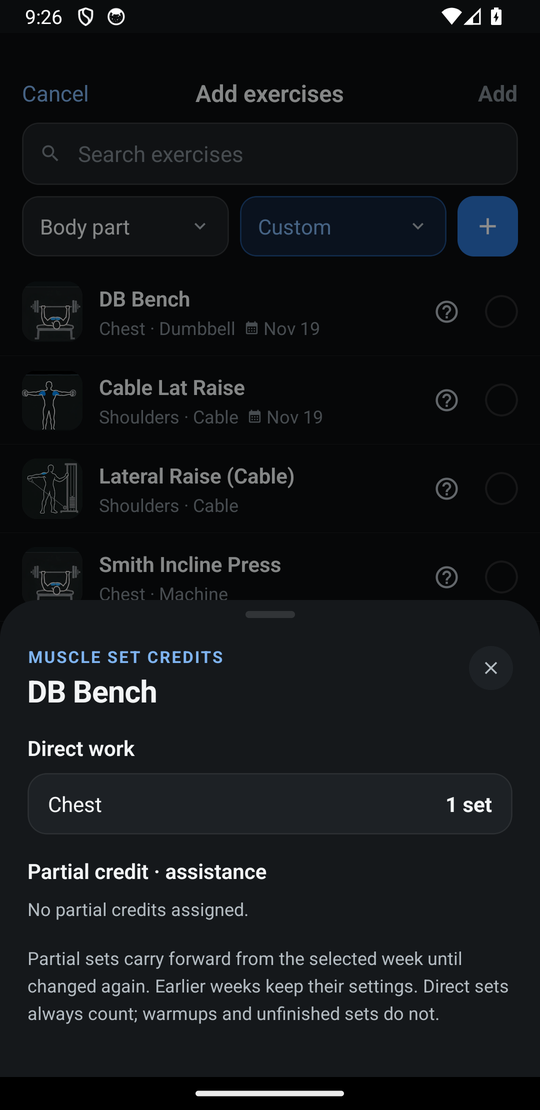 9:26
Cancel
Add exercises
Add
Search exercises
Body part
Custom
DB Bench
Chest · Dumbbell Nov 19
Cable Lat Raise
Shoulders · Cable Nov 19
Lateral Raise (Cable)
Shoulders · Cable
Smith Incline Press
Chest · Machine
MUSCLE SET CREDITS
DB Bench
Direct work
Chest
1 set
Partial credit · assistance
No partial credits assigned.
Partial sets carry forward from the selected week until
changed again. Earlier weeks keep their settings. Direct sets
always count; warmups and unfinished sets do not.